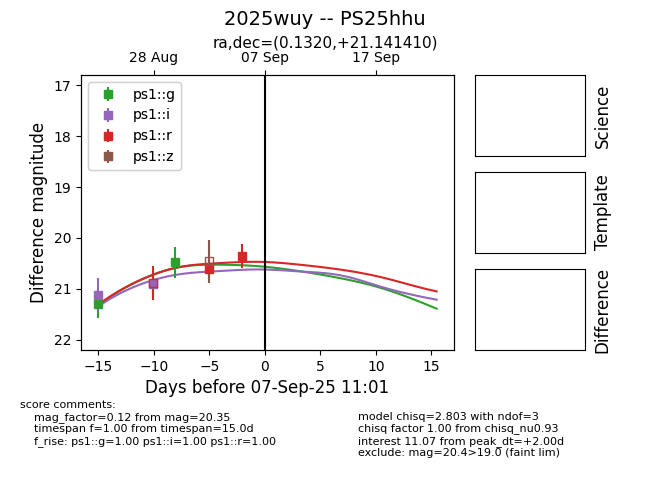 2025wuy -- PS25hhu
ra,dec=(0.1320,+21.141410)
28 Aug 07 Sep 17 Sep
17
18
19
20
21
22
Difference magnitude
ps1::g
ps1::i
ps1::r
ps1::z
−15 −10 −5 0 5 10 15
Days before 07-Sep-25 11:01
Science
Template
Difference
score comments:
mag_factor=0.12 from mag=20.35
timespan f=1.00 from timespan=15.0d
f_rise: ps1::g=1.00 ps1::i=1.00 ps1::r=1.00
model chisq=2.803 with ndof=3
chisq factor 1.00 from chisq_nu0.93
interest 11.07 from peak_dt=+2.00d
exclude: mag=20.4>19.0 (faint lim)